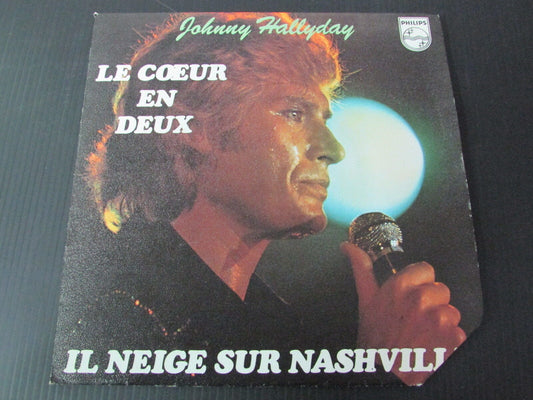 Johnny Hallyday
PHILIPS
LE CŒUR
EN
DEUX
IL NEIGE SUR NASHVILL